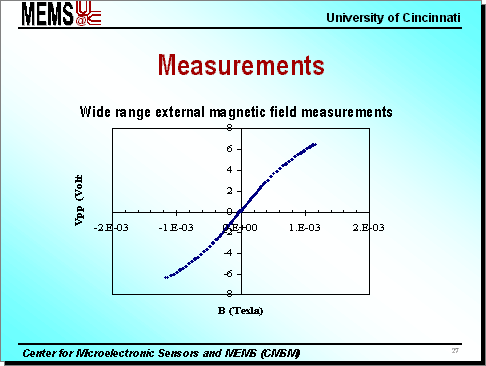 MEMS@UC
University of Cincinnati
Measurements
Wide range external magnetic field measurements
8
6
4
2
0
-2.E-03 -1.E-03 0.E+00 1.E-03 2.E-03
-2
-4
-6
-8
Vpp (Volt
B (Tesla)
Center for Microelectronic Sensors and MEMS (CMSM)
27